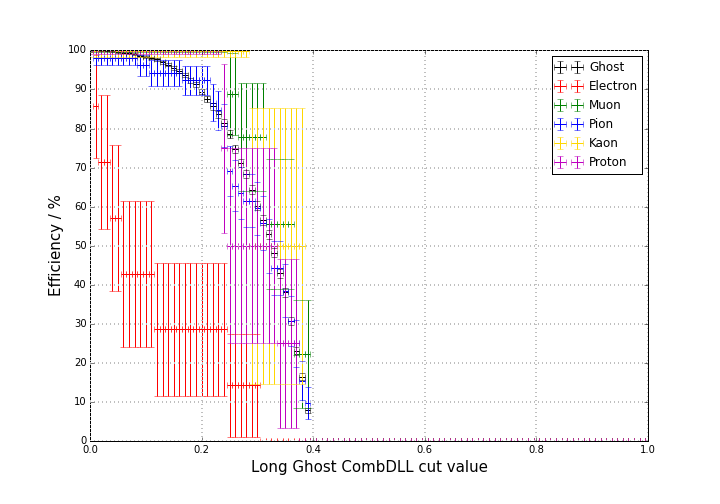 100
90
80
70
60
50
40
30
20
10
0
Efficiency / %
0.0 0.2 0.4 0.6 0.8 1.0
Long Ghost CombDLL cut value
Ghost
Electron
Muon
Pion
Kaon
Proton